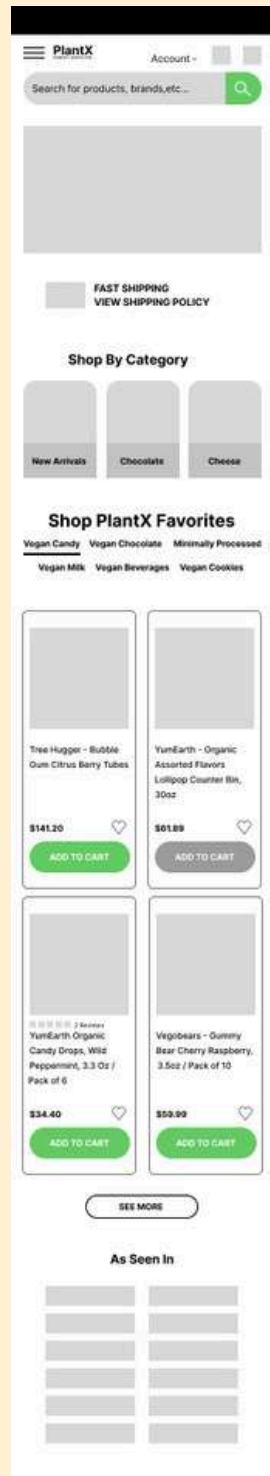 PlantX
Account
Search for products, brands,etc...
FAST SHIPPING
VIEW SHIPPING POLICY
Shop By Category
New Arrivals Chocolate Cheese
Shop PlantX Favorites
Vegan Candy Vegan Chocolate Minimally Processed
Vegan Milk Vegan Beverages Vegan Cookies
Tree Hugger - Bubble
Gum Citrus Berry Tubes
$141.20
ADD TO CART
YumEarth - Organic
Assorted Flavors
Lollipop Counter Bin,
30oz
$61.89
ADD TO CART
2 Reviews
YumEarth Organic
Candy Drops, Wild
Peppermint, 3.3 Oz /
Pack of 6
$34.40
ADD TO CART
Vegobears - Gummy
Bear Cherry Raspberry,
3.5oz / Pack of 10
$59.99
ADD TO CART
SEE MORE
As Seen In